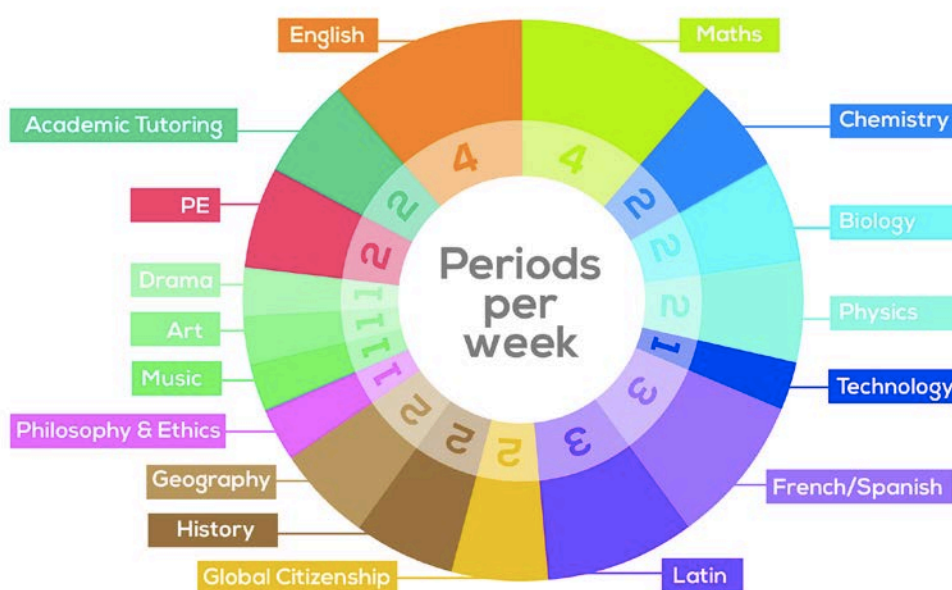 English
Maths
Academic Tutoring
Chemistry
PE
Biology
Drama
Physics
Art
Music
Technology
Philosophy & Ethics
Geography
French/Spanish
History
Global Citizenship
Latin
4
2
2
2
1
3
3
2
2
2
1
1
1
1
2
2
4
Periods
per
week